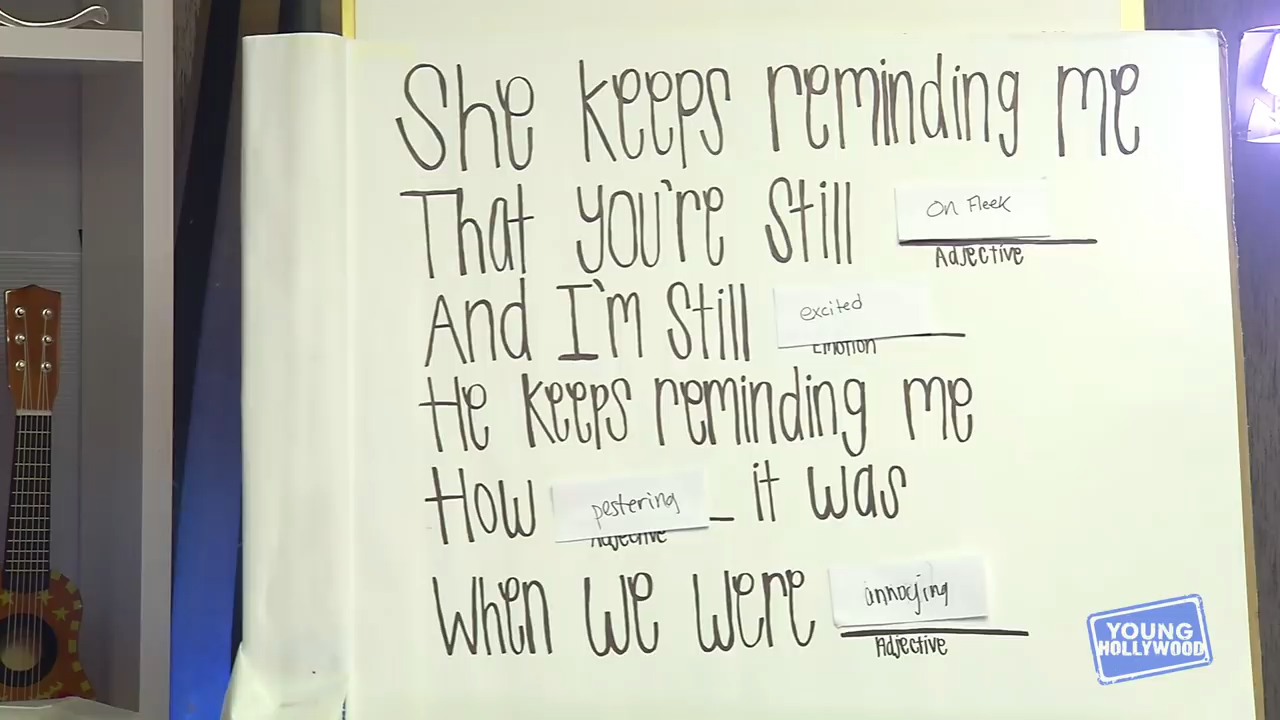 She keeps reminding me
That you're Still on Fleek
Adjective
And I'm Still excited
Emotion
He keeps reminding me
How pestering it was
Adjective
When we were annoying
Adjective
YOUNG
HOLLYWOOD